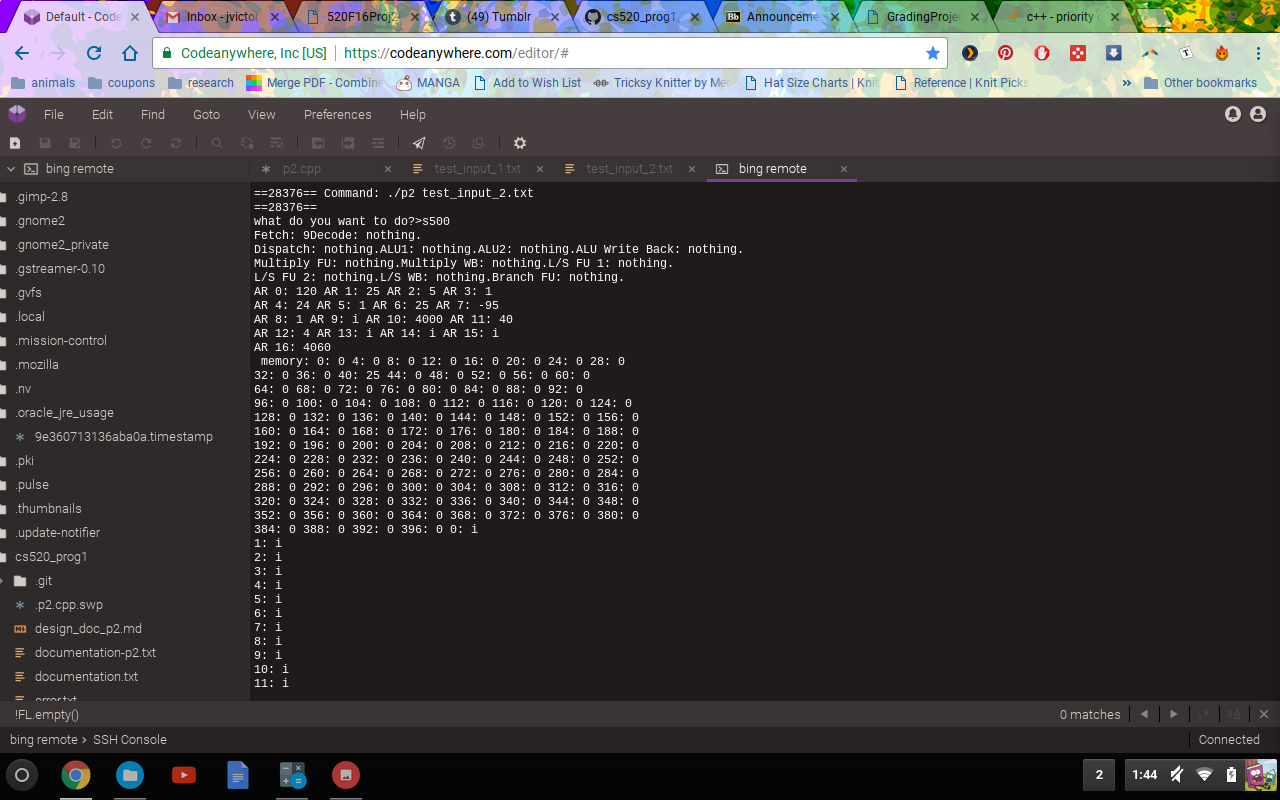 Default - Code
Inbox - jvictor
520F16Proj2
(49) Tumblr
cs520_prog1
Announceme
GradingProje
c++ - priority
Codeanywhere, Inc [US]
https://codeanywhere.com/editor/#
animals
coupons
research
Merge PDF - Combin
MANGA
Add to Wish List
Tricksy Knitter by Me
Hat Size Charts | Knit
Reference | Knit Picks
»
Other bookmarks
File Edit Find Goto View Preferences Help
bing remote
p2.cpp
test_input_1.txt
test_input_2.txt
bing remote
.gimp-2.8
.gnome2
.gnome2_private
.gstreamer-0.10
.gvfs
.local
.mission-control
.mozilla
.nv
.oracle_jre_usage
9e360713136aba0a.timestamp
.pki
.pulse
.thumbnails
.update-notifier
cs520_prog1
.git
.p2.cpp.swp
design_doc_p2.md
documentation-p2.txt
documentation.txt
error.txt
==28376== Command: ./p2 test_input_2.txt
==28376==
what do you want to do?>s500
Fetch: 9Decode: nothing.
Dispatch: nothing.ALU1: nothing.ALU2: nothing.ALU Write Back: nothing.
Multiply FU: nothing.Multiply WB: nothing.L/S FU 1: nothing.
L/S FU 2: nothing.L/S WB: nothing.Branch FU: nothing.
AR 0: 120 AR 1: 25 AR 2: 5 AR 3: 1
AR 4: 24 AR 5: 1 AR 6: 25 AR 7: -95
AR 8: 1 AR 9: i AR 10: 4000 AR 11: 40
AR 12: 4 AR 13: i AR 14: i AR 15: i
AR 16: 4060
memory: 0: 0 4: 0 8: 0 12: 0 16: 0 20: 0 24: 0 28: 0
32: 0 36: 0 40: 25 44: 0 48: 0 52: 0 56: 0 60: 0
64: 0 68: 0 72: 0 76: 0 80: 0 84: 0 88: 0 92: 0
96: 0 100: 0 104: 0 108: 0 112: 0 116: 0 120: 0 124: 0
128: 0 132: 0 136: 0 140: 0 144: 0 148: 0 152: 0 156: 0
160: 0 164: 0 168: 0 172: 0 176: 0 180: 0 184: 0 188: 0
192: 0 196: 0 200: 0 204: 0 208: 0 212: 0 216: 0 220: 0
224: 0 228: 0 232: 0 236: 0 240: 0 244: 0 248: 0 252: 0
256: 0 260: 0 264: 0 268: 0 272: 0 276: 0 280: 0 284: 0
288: 0 292: 0 296: 0 300: 0 304: 0 308: 0 312: 0 316: 0
320: 0 324: 0 328: 0 332: 0 336: 0 340: 0 344: 0 348: 0
352: 0 356: 0 360: 0 364: 0 368: 0 372: 0 376: 0 380: 0
384: 0 388: 0 392: 0 396: 0 0: i
1: i
2: i
3: i
4: i
5: i
6: i
7: i
8: i
9: i
10: i
11: i
!FL.empty()
0 matches
bing remote › SSH Console
Connected
2
1:44